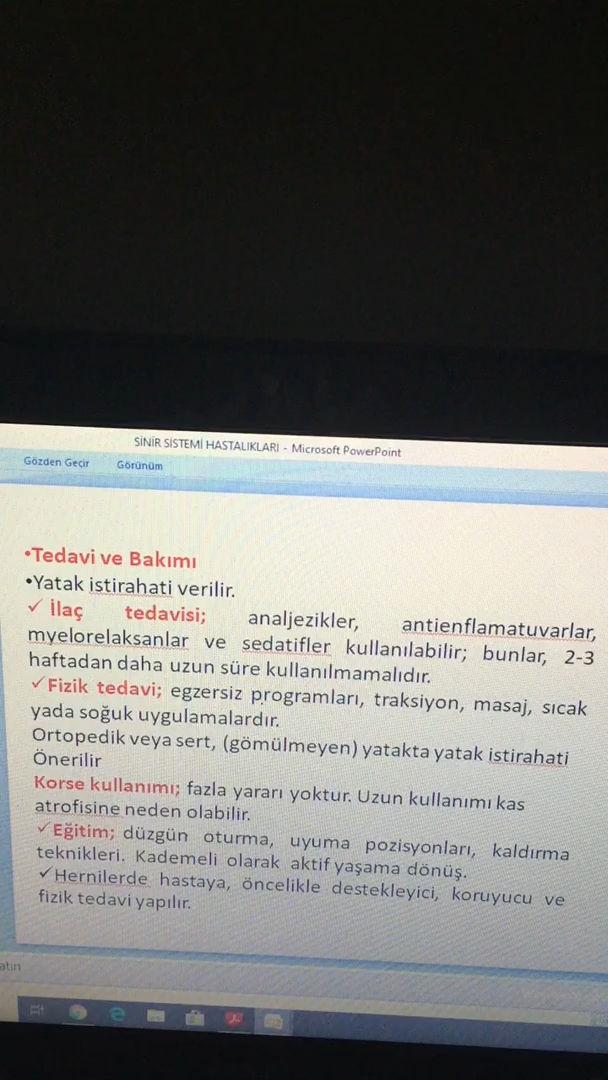 SİNİR SİSTEMİ HASTALIKLARI - Microsoft PowerPoint
Gözden Geçir Görünüm
•Tedavi ve Bakımı
•Yatak istirahati verilir.
✓ İlaç tedavisi; analjezikler, antienflamatuvarlar,
myelorelaksanlar ve sedatifler kullanılabilir; bunlar, 2-3
haftadan daha uzun süre kullanılmamalıdır.
✓Fizik tedavi; egzersiz programları, traksiyon, masaj, sıcak
yada soğuk uygulamalardır.
Ortopedik veya sert, (gömülmeyen) yatakta yatak istirahati
Önerilir
Korse kullanımı; fazla yararı yoktur. Uzun kullanımı kas
atrofisine neden olabilir.
✓Eğitim; düzgün oturma, uyuma pozisyonları, kaldırma
teknikleri. Kademeli olarak aktif yaşama dönüş.
✓Hernilerde hastaya, öncelikle destekleyici, koruyucu ve
fizik tedavi yapılır.
atın